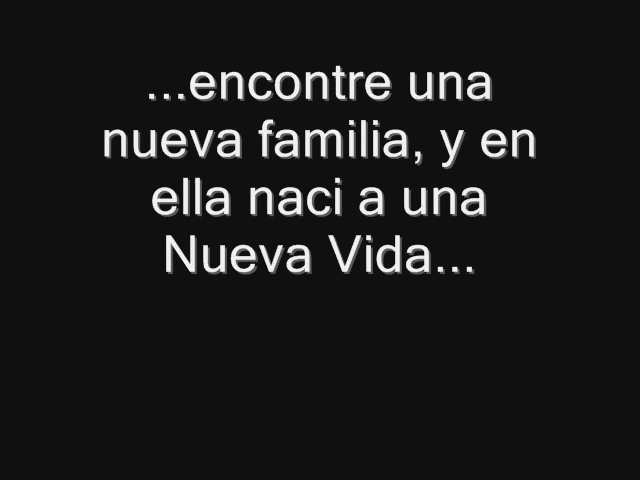 ...encontre una
nueva familia, y en
ella naci a una
Nueva Vida...